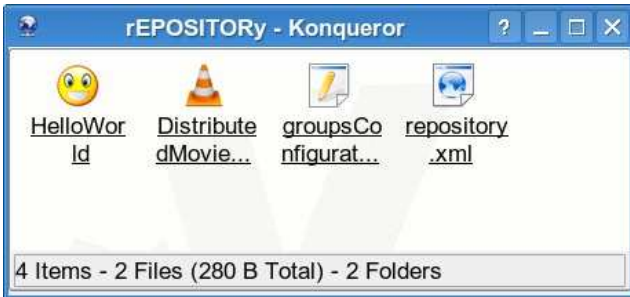 rEPOSITORy - Konqueror
HelloWor
ld
Distribute
dMovie...
groupsCo
nfigurat...
repository
.xml
4 Items - 2 Files (280 B Total) - 2 Folders